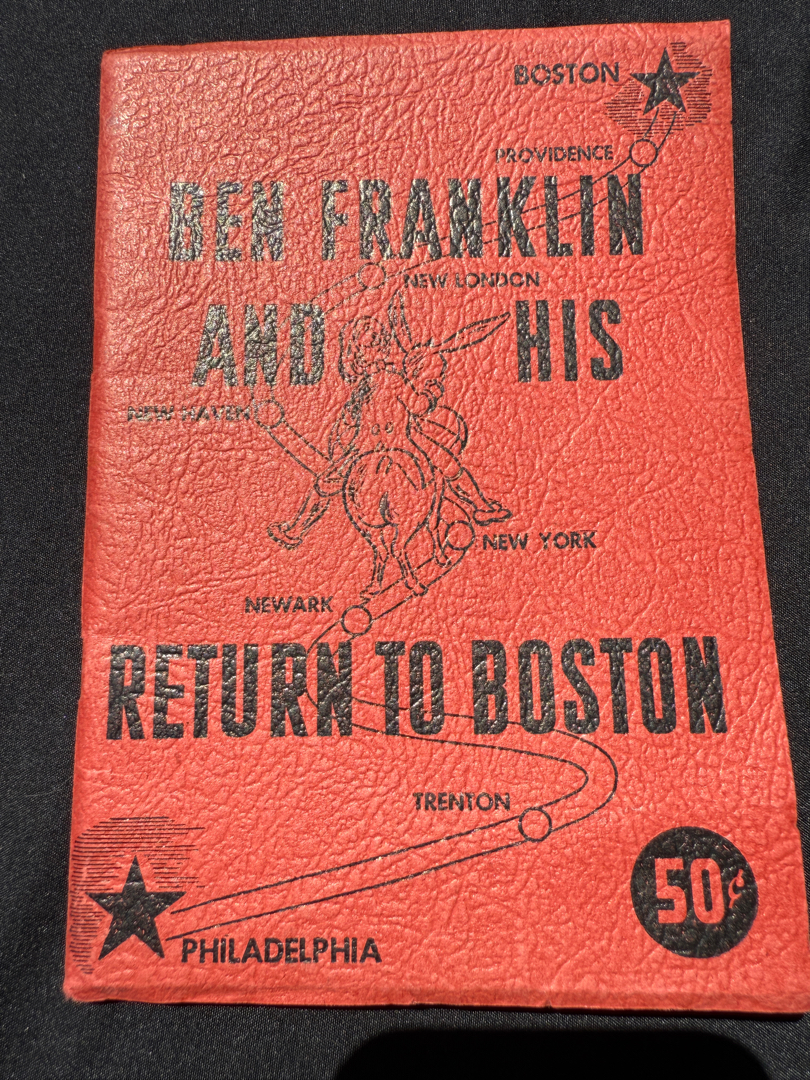 BOSTON
PROVIDENCE
BEN FRANKLIN
NEW LONDON
AND HIS
NEW HAVEN
NEW YORK
NEWARK
RETURN TO BOSTON
TRENTON
50¢
PHILADELPHIA